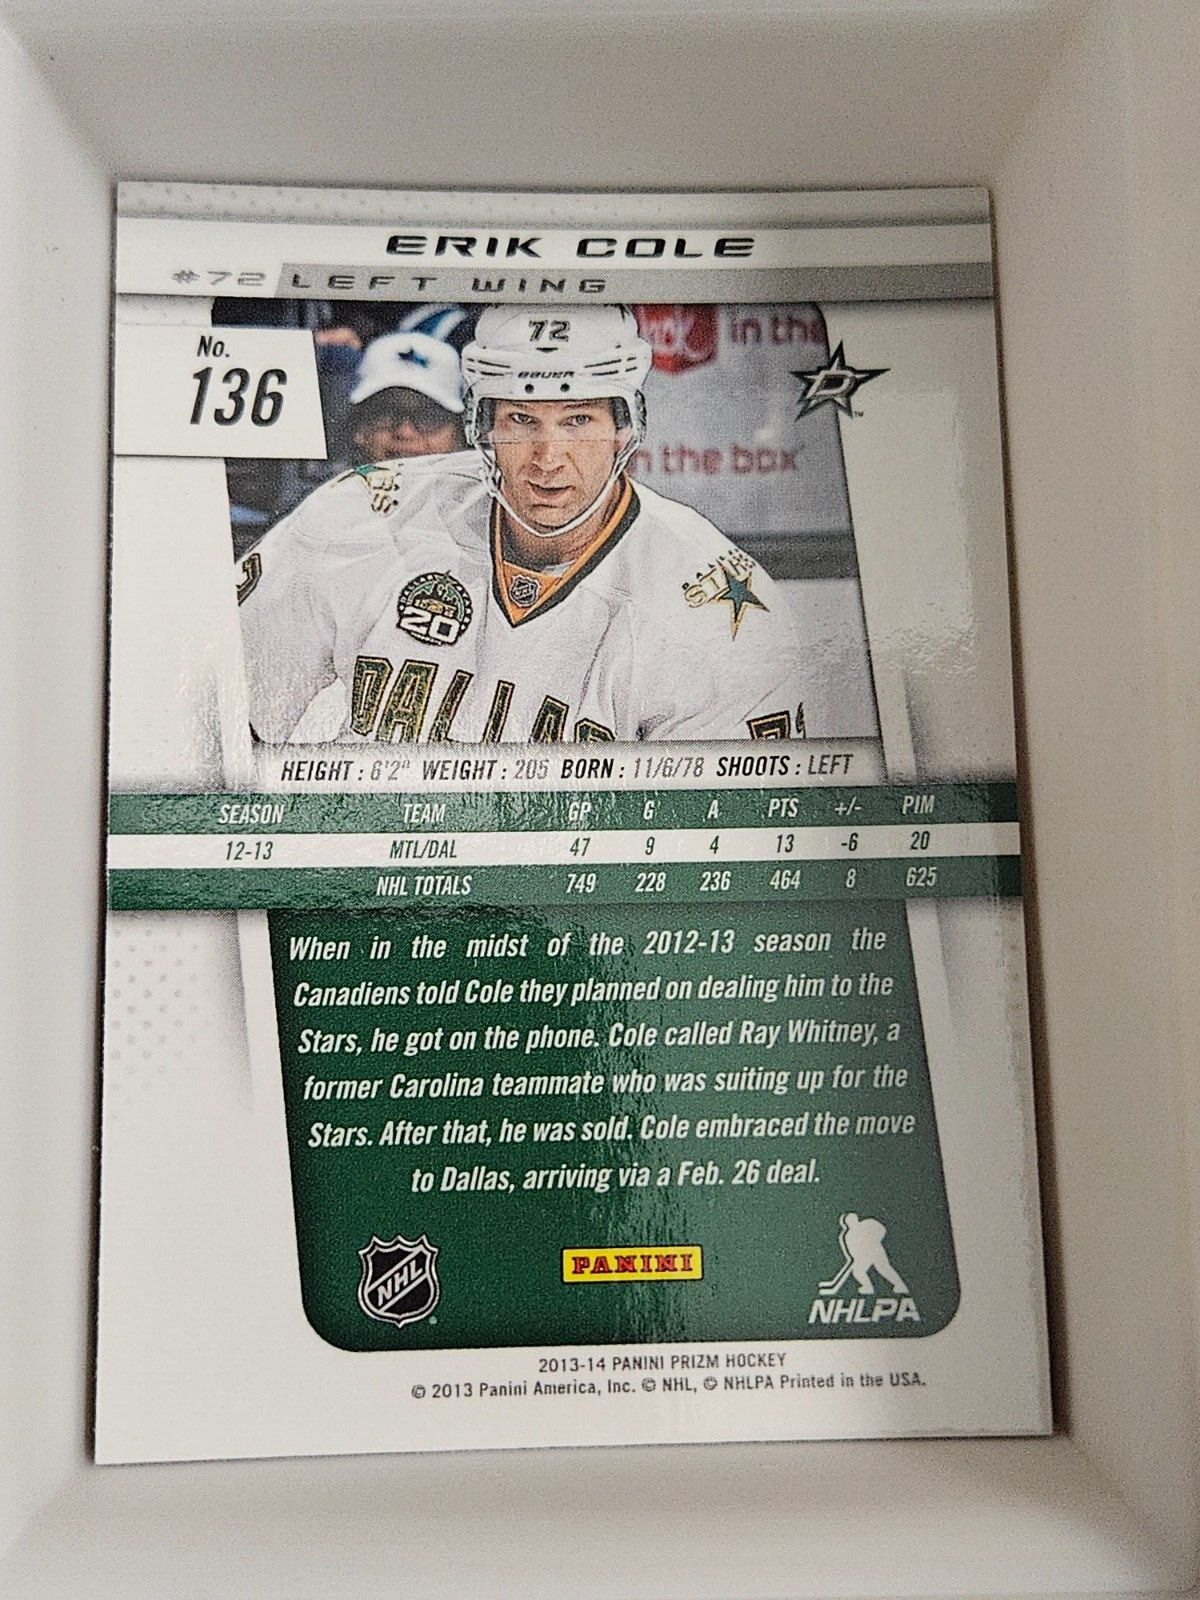 ERIK COLE
#72 LEFT WING
No.
136
72
BAUER
in the
in the box
STARS
20
DALLAS
D
™
HEIGHT : 6'2" WEIGHT : 205 BORN : 11/6/78 SHOOTS : LEFT
SEASON TEAM GP G A PTS +/- PIM
12-13 MTL/DAL 47 9 4 13 -6 20
NHL TOTALS 749 228 236 464 8 625
When in the midst of the 2012-13 season the
Canadiens told Cole they planned on dealing him to the
Stars, he got on the phone. Cole called Ray Whitney, a
former Carolina teammate who was suiting up for the
Stars. After that, he was sold. Cole embraced the move
to Dallas, arriving via a Feb. 26 deal.
NHL
PANINI
NHLPA
2013-14 PANINI PRIZM HOCKEY
© 2013 Panini America, Inc. © NHL, © NHLPA Printed in the USA.